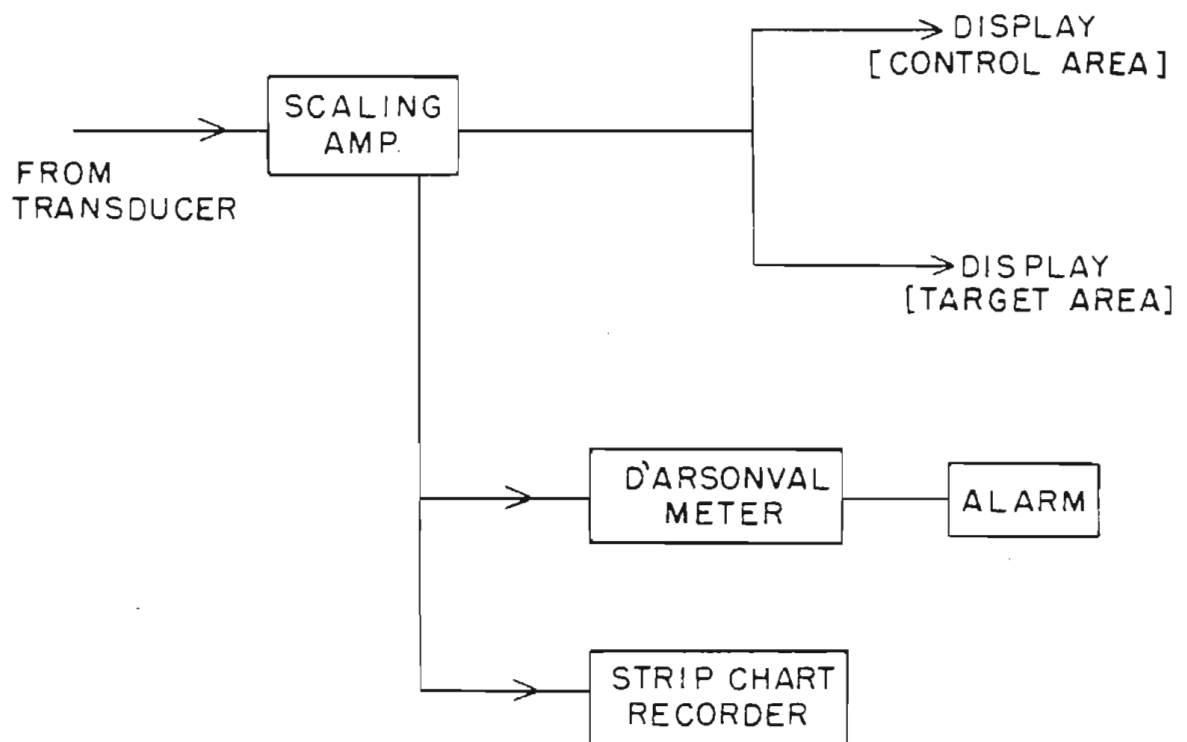 DISPLAY
[CONTROL AREA]
SCALING
AMP.
FROM
TRANSDUCER
DISPLAY
[TARGET AREA]
D'ARSONVAL
METER
ALARM
STRIP CHART
RECORDER